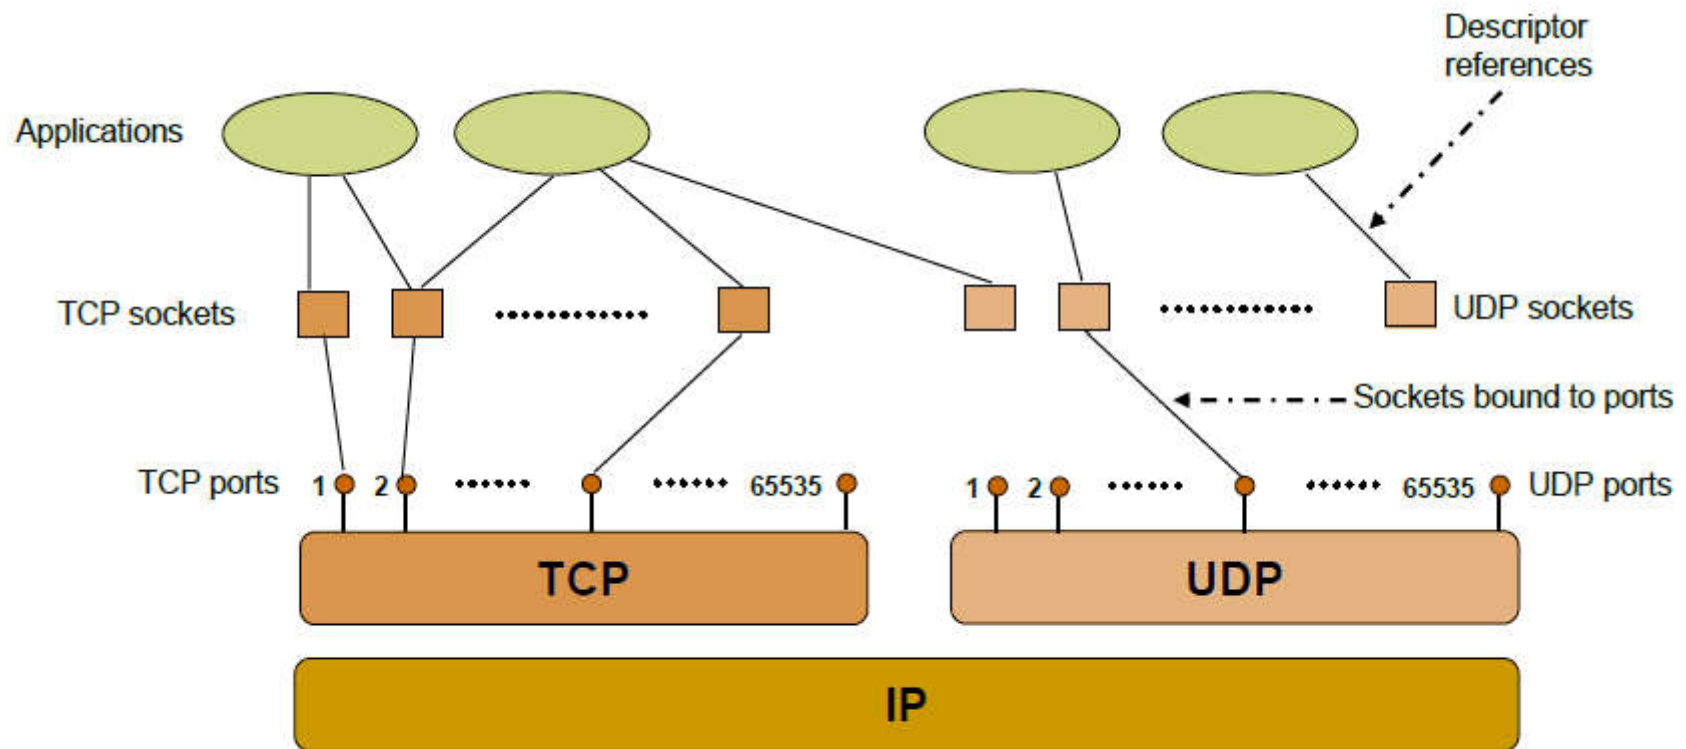 Descriptor
references
Applications
TCP sockets
UDP sockets
Sockets bound to ports
TCP ports 1 2 65535 1 2 65535 UDP ports
TCP UDP
IP